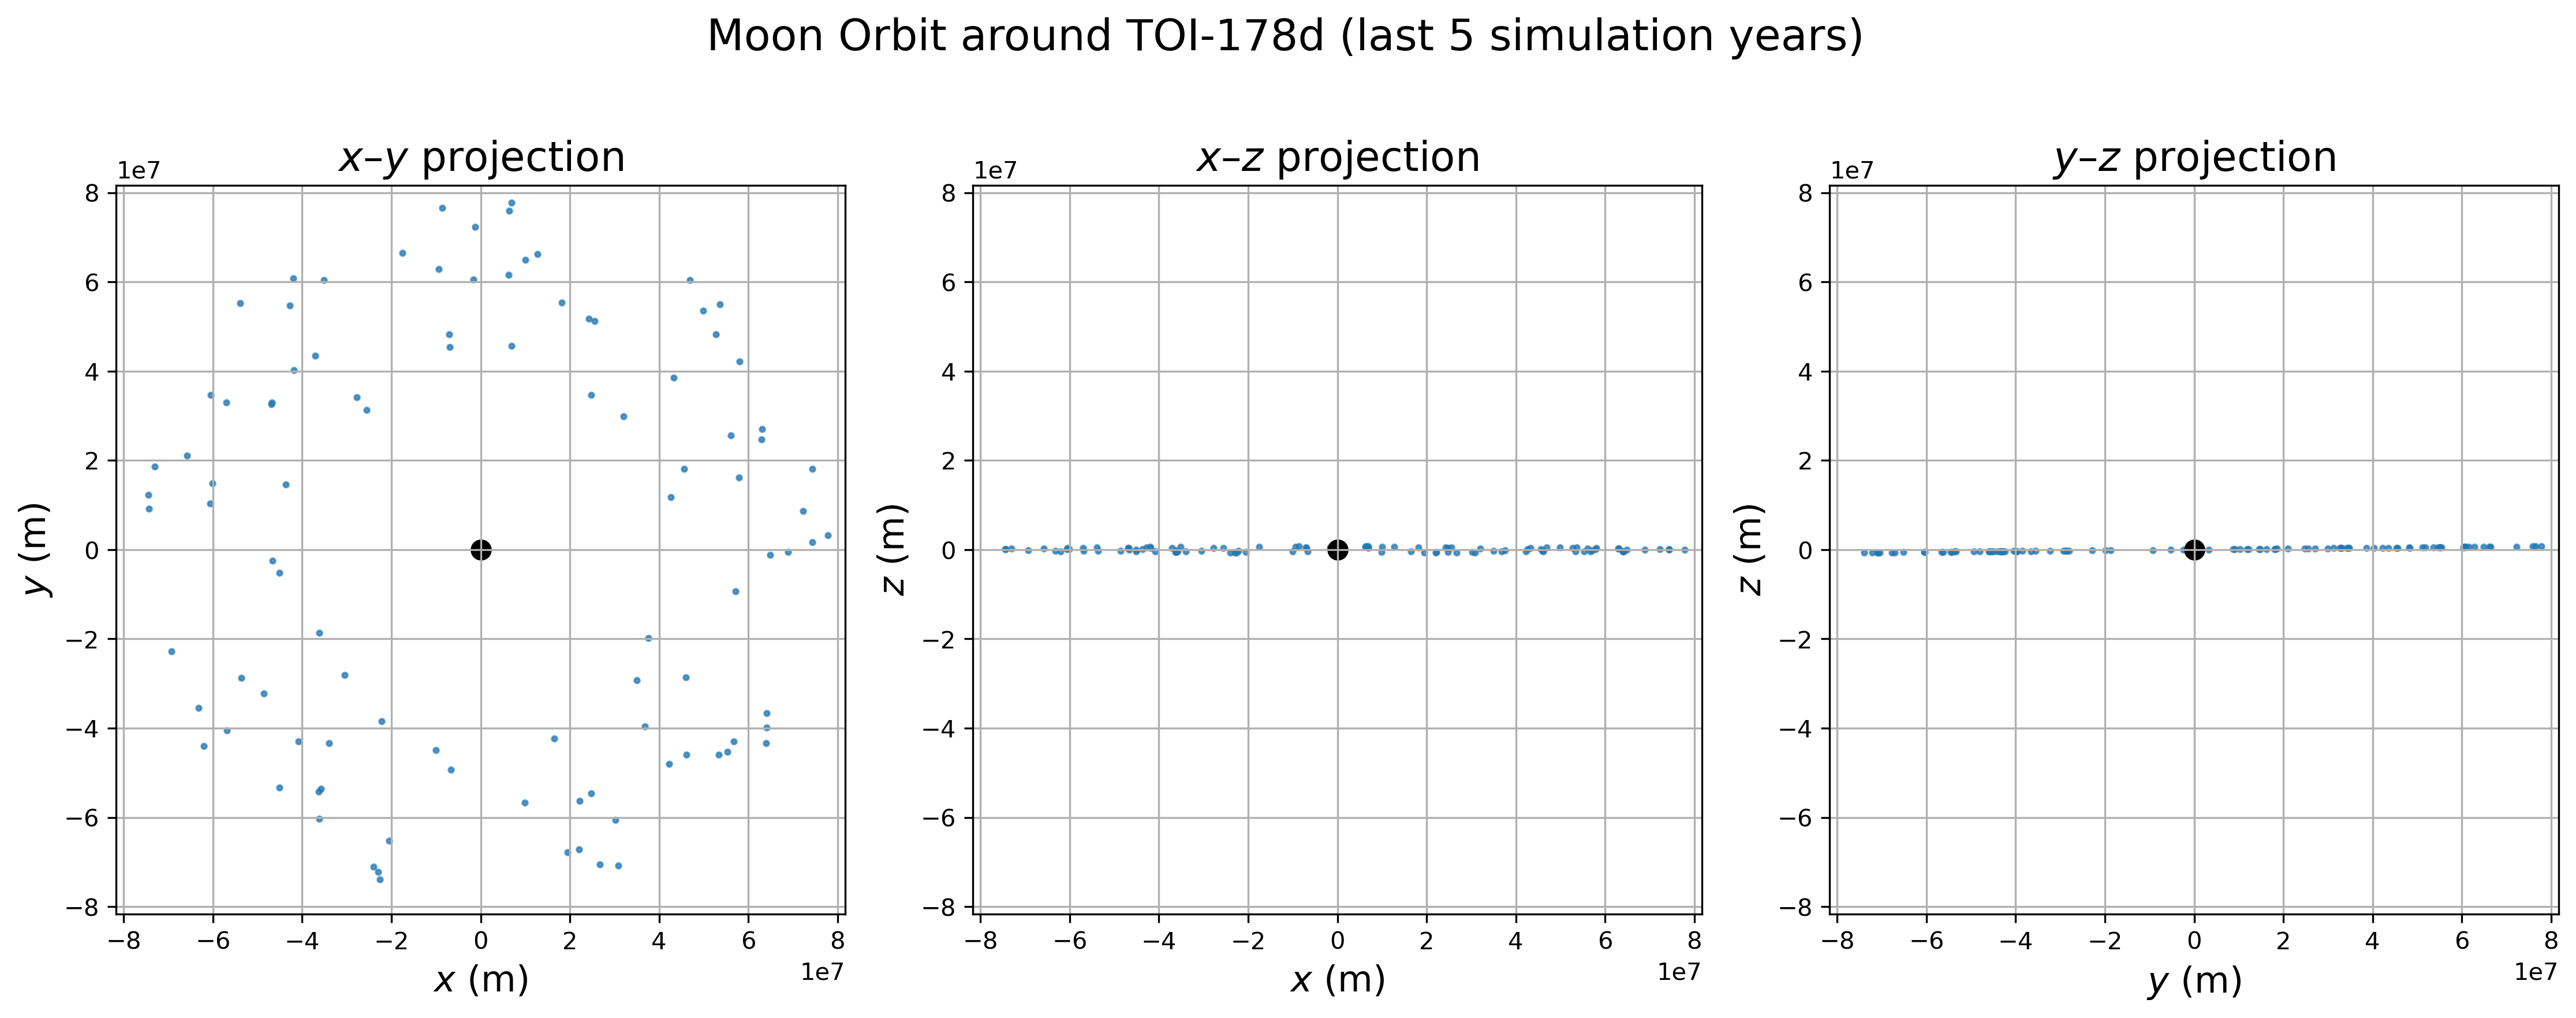 Moon Orbit around TOI-178d (last 5 simulation years)
x–y projection
1e7
8
6
4
2
0
−2
−4
−6
−8
y (m)
−8 −6 −4 −2 0 2 4 6 8
1e7
x (m)
x–z projection
1e7
8
6
4
2
0
−2
−4
−6
−8
z (m)
−8 −6 −4 −2 0 2 4 6 8
1e7
x (m)
y–z projection
1e7
8
6
4
2
0
−2
−4
−6
−8
z (m)
−8 −6 −4 −2 0 2 4 6 8
1e7
y (m)